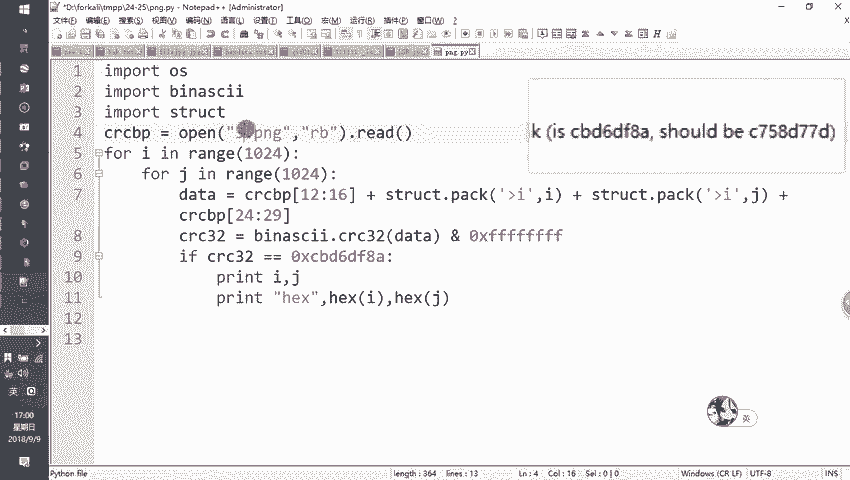 *D:\forkali\tmpp\24-25\png.py - Notepad++ [Administrator]
文件(F) 编辑(E) 搜索(S) 视图(V) 编码(N) 语言(L) 设置(T) 工具(O) 宏(M) 运行(R) 插件(P) 窗口(W) ?
png.py
1 import os
2 import binascii
3 import struct
4 crcbp = open(" .png","rb").read()
5 for i in range(1024):
6 for j in range(1024):
7 data = crcbp[12:16] + struct.pack('>i',i) + struct.pack('>i',j) +
crcbp[24:29]
8 crc32 = binascii.crc32(data) & 0xffffffff
9 if crc32 == 0xcbd6df8a:
10 print i,j
11 print "hex",hex(i),hex(j)
12
13
k (is cbd6df8a, should be c758d77d)
英
英
17:00
星期日
2018/9/9
Python file
length : 364 lines : 13
Ln : 4 Col : 16 Sel : 0 | 0
Windows (CR LF)
UTF-8
INS